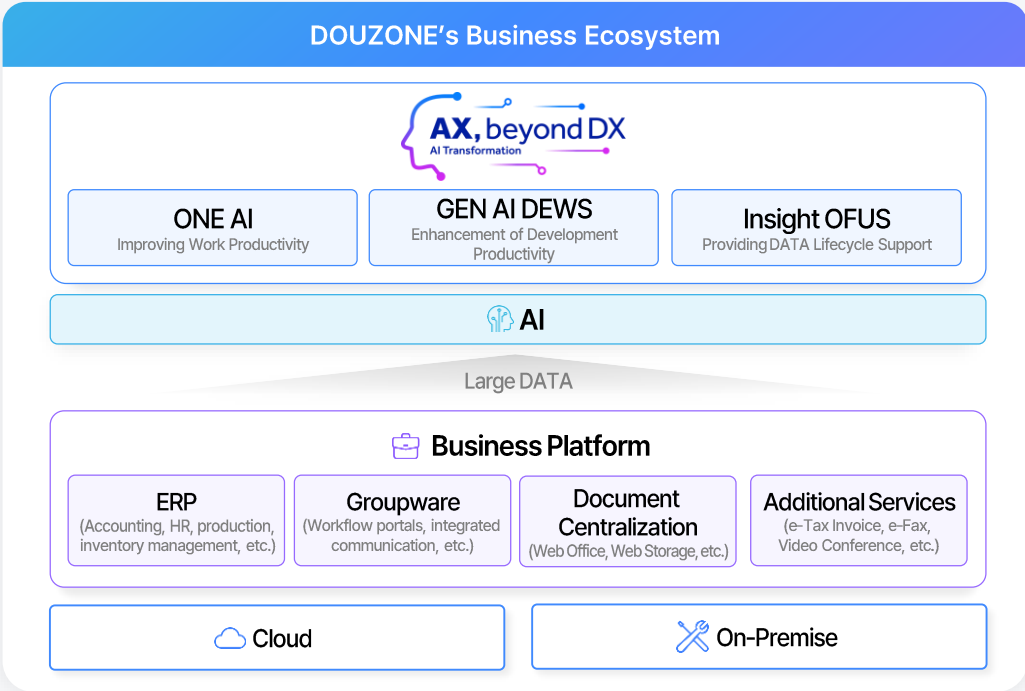 DOUZONE’s Business Ecosystem
AX, beyond DX
AI Transformation
ONE AI
Improving Work Productivity
GEN AI DEWS
Enhancement of Development
Productivity
Insight OFUS
Providing DATA Lifecycle Support
AI
Large DATA
Business Platform
ERP
(Accounting, HR, production,
inventory management, etc.)
Groupware
(Workflow portals, integrated
communication, etc.)
Document
Centralization
(Web Office, Web Storage, etc.)
Additional Services
(e-Tax Invoice, e-Fax,
Video Conference, etc.)
Cloud
On-Premise